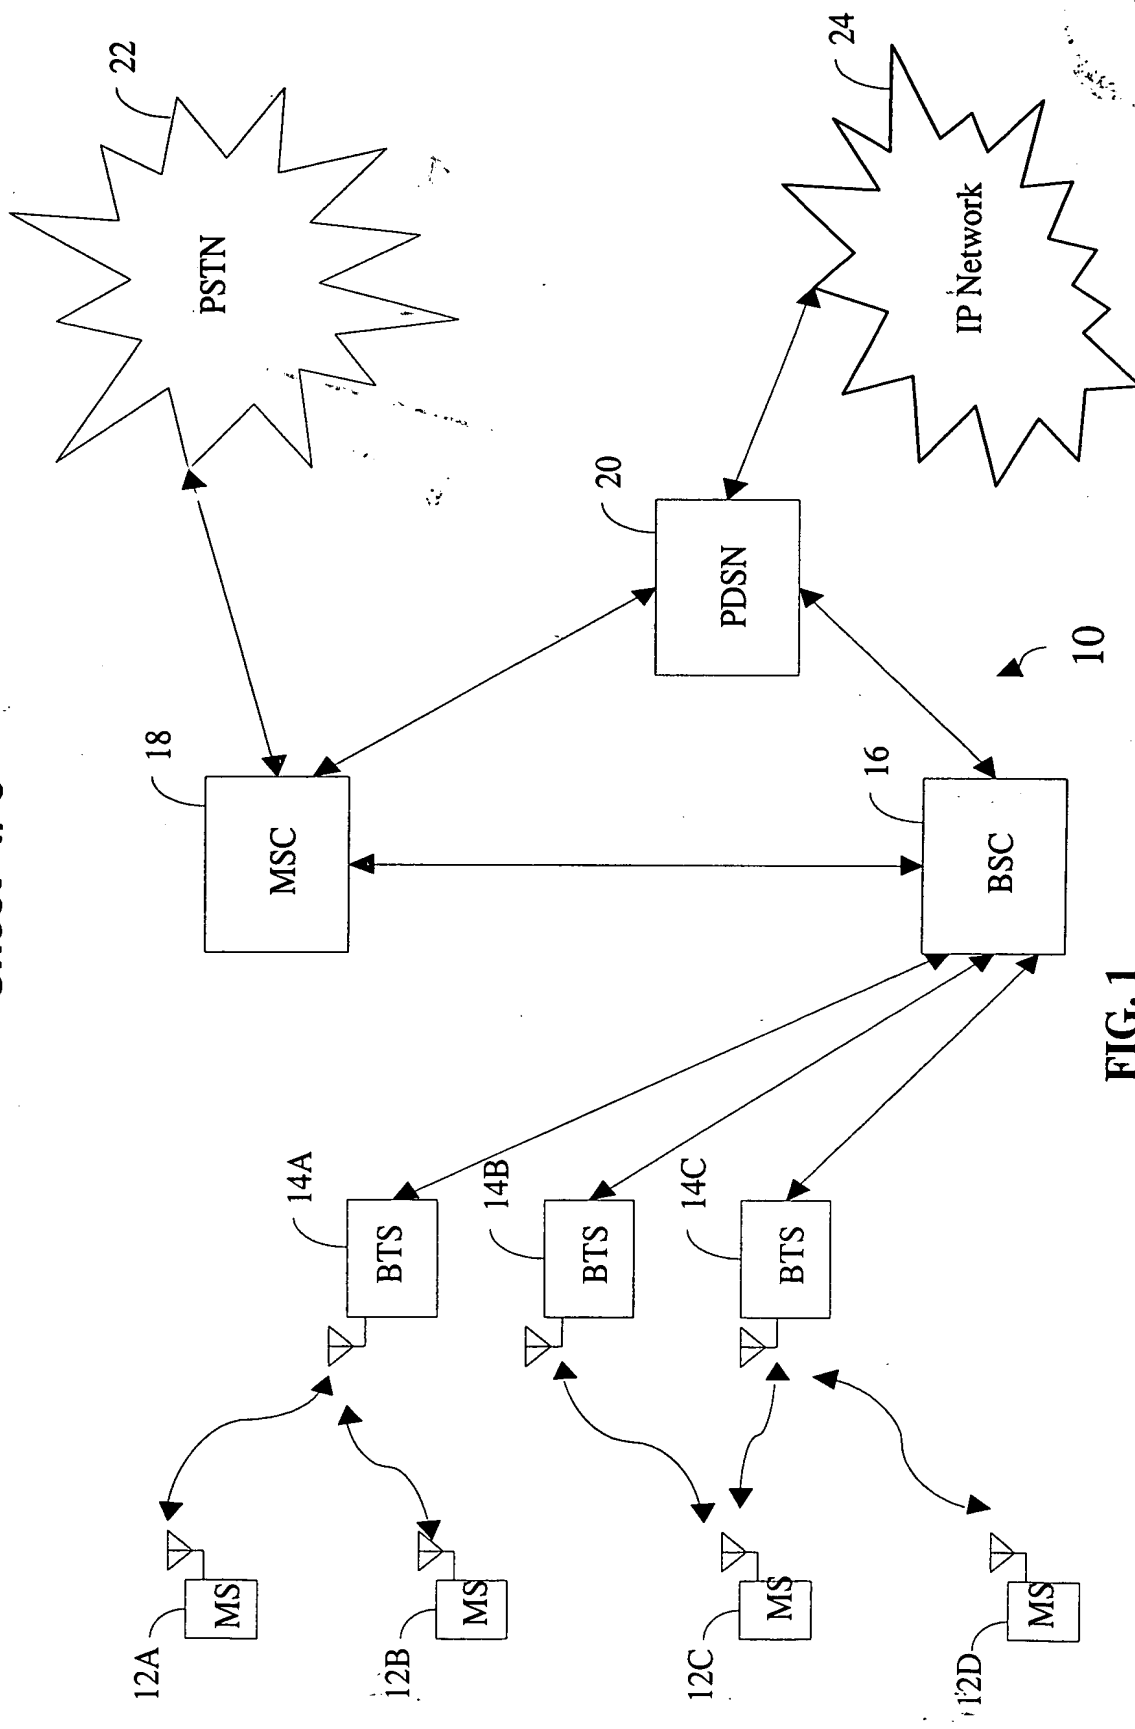 22
PSTN
24
IP Network
18
MSC
20
PDSN
16
BSC
10
14A
BTS
14B
BTS
14C
BTS
12A
MS
12B
MS
12C
MS
12D
MS
FIG. 1